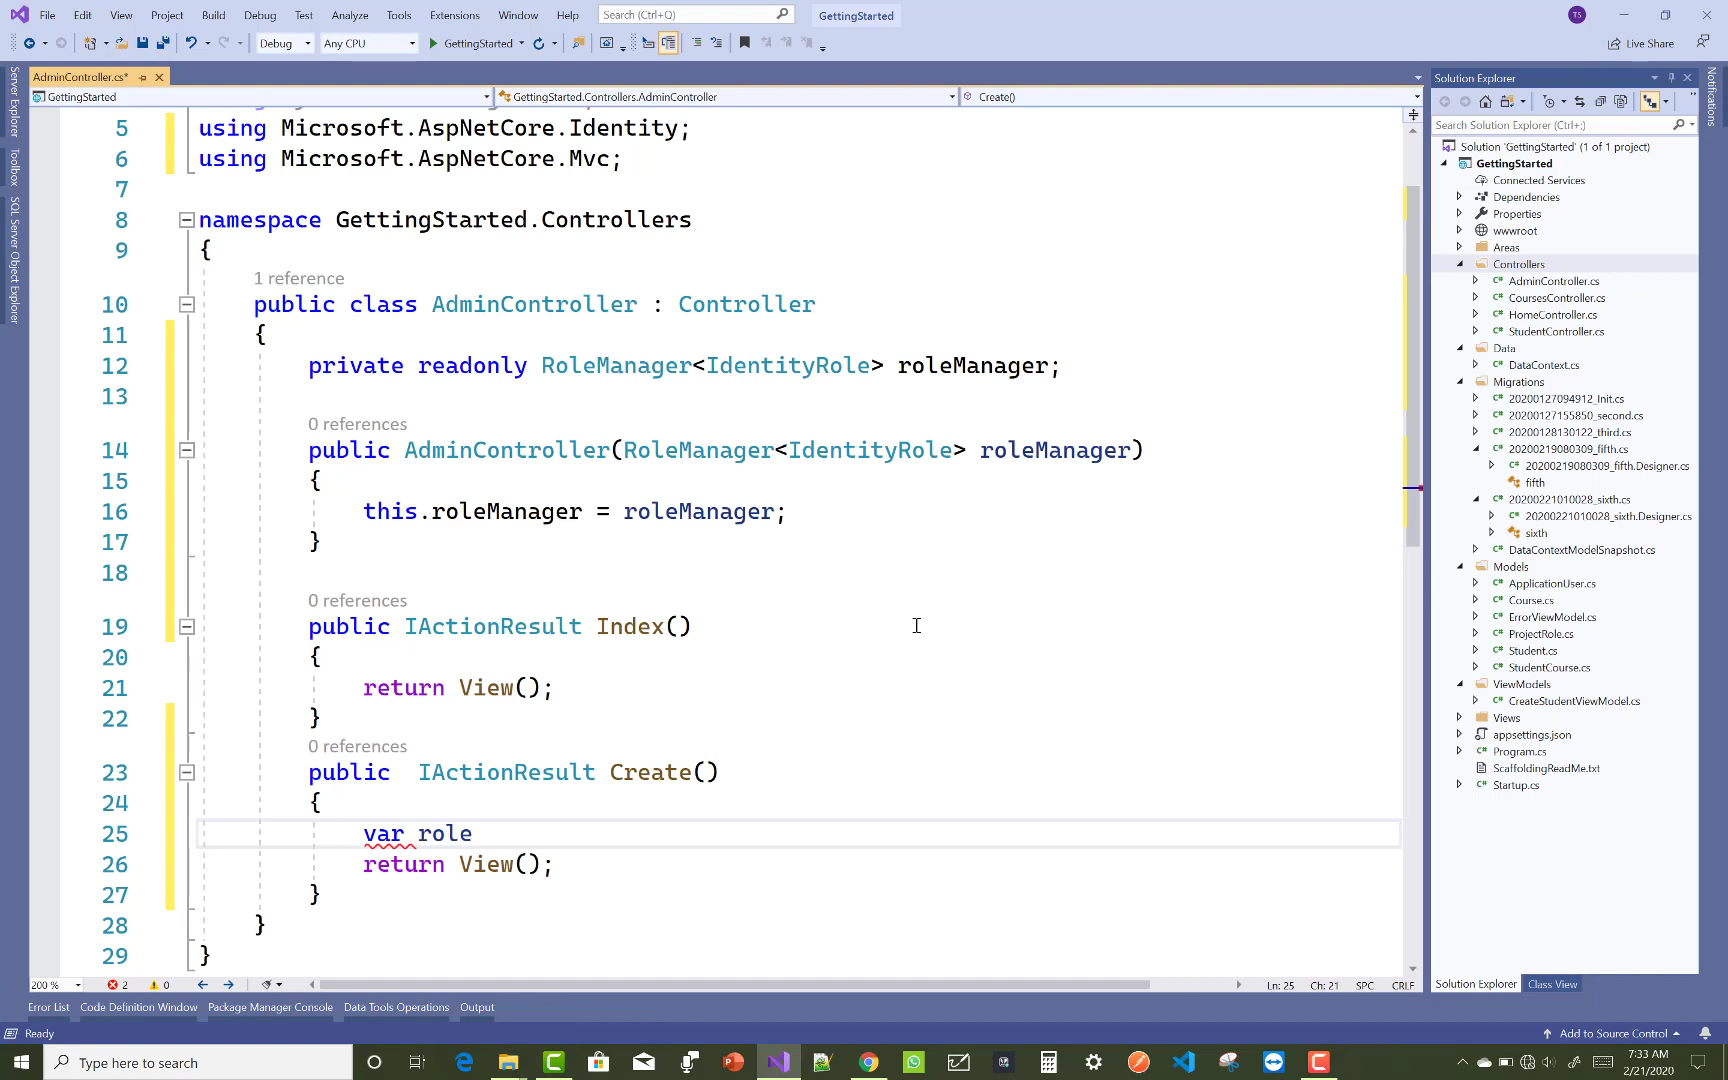 File Edit View Project Build Debug Test Analyze Tools Extensions Window Help Search (Ctrl+Q) GettingStarted TS
Debug Any CPU GettingStarted Live Share
AdminController.cs*
GettingStarted GettingStarted.Controllers.AdminController Create()
Server Explorer
Toolbox
SQL Server Object Explorer
5 using Microsoft.AspNetCore.Identity;
6 using Microsoft.AspNetCore.Mvc;
7
8 namespace GettingStarted.Controllers
9 {
1 reference
10 public class AdminController : Controller
11 {
12 private readonly RoleManager<IdentityRole> roleManager;
13
0 references
14 public AdminController(RoleManager<IdentityRole> roleManager)
15 {
16 this.roleManager = roleManager;
17 }
18
0 references
19 public IActionResult Index()
20 {
21 return View();
22 }
0 references
23 public  IActionResult Create()
24 {
25 var role
26 return View();
27 }
28 }
29 }
200 % 2 0 Ln: 25 Ch: 21 SPC CRLF
Error List Code Definition Window Package Manager Console Data Tools Operations Output
Solution Explorer
Search Solution Explorer (Ctrl+;)
Solution 'GettingStarted' (1 of 1 project)
GettingStarted
Connected Services
Dependencies
Properties
wwwroot
Areas
Controllers
C# AdminController.cs
C# CoursesController.cs
C# HomeController.cs
C# StudentController.cs
Data
C# DataContext.cs
Migrations
C# 20200127094912_Init.cs
C# 20200127155850_second.cs
C# 20200128130122_third.cs
C# 20200219080309_fifth.cs
C# 20200219080309_fifth.Designer.cs
fifth
C# 20200221010028_sixth.cs
C# 20200221010028_sixth.Designer.cs
sixth
C# DataContextModelSnapshot.cs
Models
C# ApplicationUser.cs
C# Course.cs
C# ErrorViewModel.cs
C# ProjectRole.cs
C# Student.cs
C# StudentCourse.cs
ViewModels
C# CreateStudentViewModel.cs
Views
appsettings.json
C# Program.cs
ScaffoldingReadMe.txt
C# Startup.cs
Solution Explorer Class View
Notifications
Ready Add to Source Control
Type here to search 7:33 AM
2/21/2020